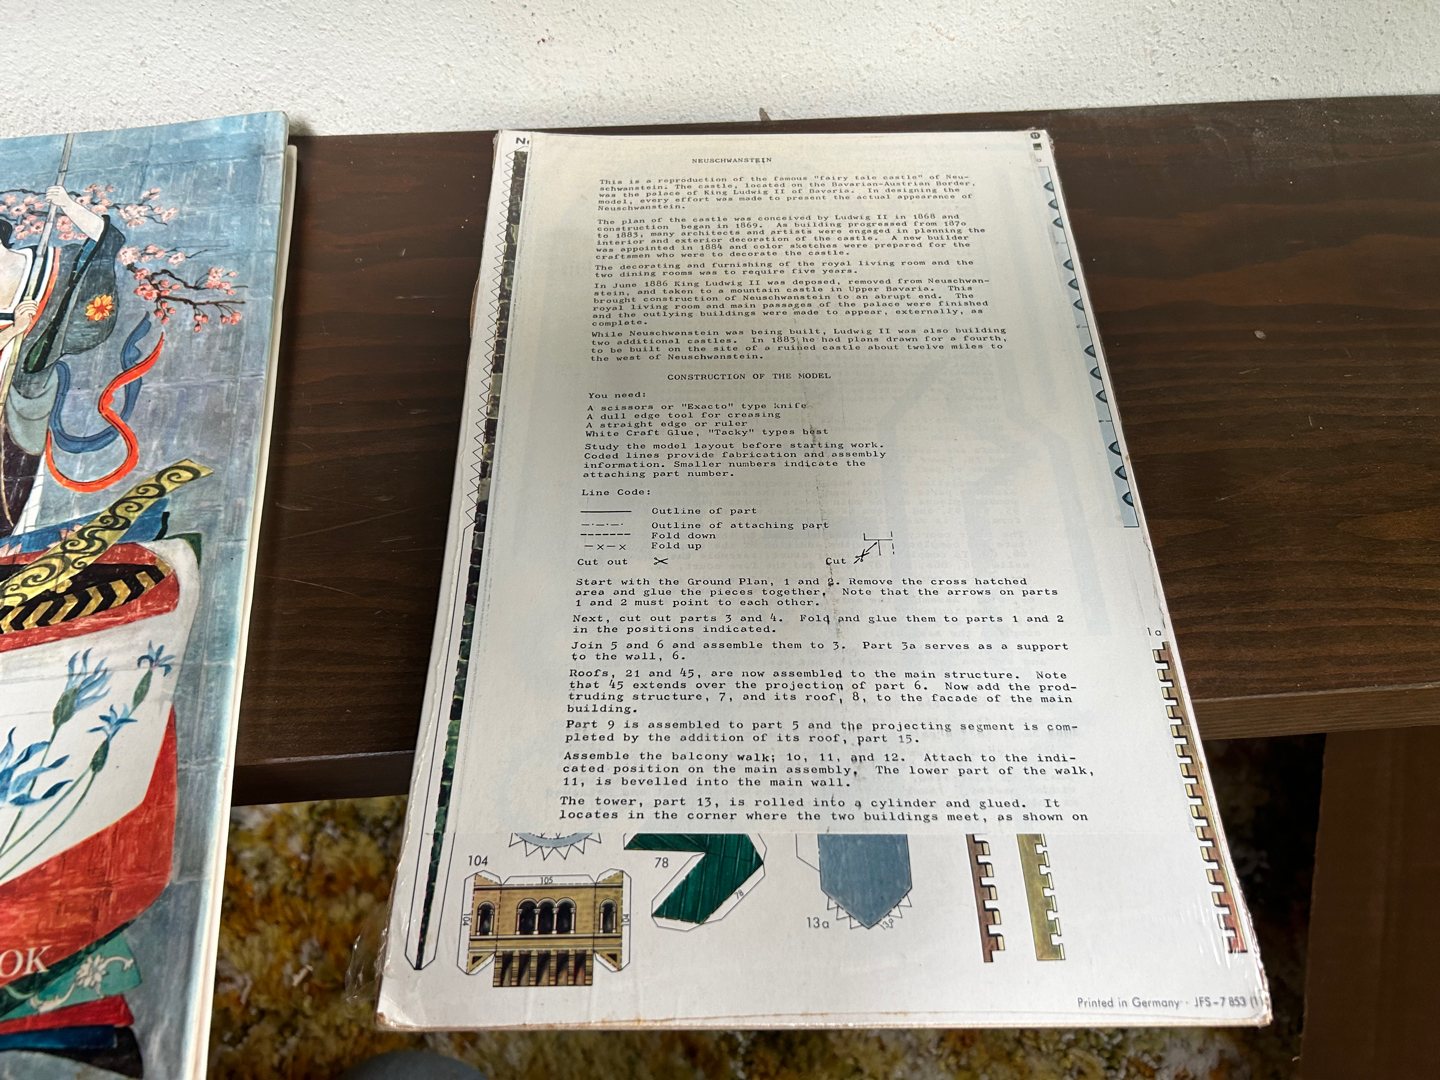 OK
NEUSCHWANSTEIN
This is a reproduction of the famous "fairy tale castle" of Neu-
schwanstein. The castle, located on the Bavarian-Austrian Border,
was the palace of King Ludwig II of Bavaria. In designing the
model, every effort was made to present the actual appearance of
Neuschwanstein.
The plan of the castle was conceived by Ludwig II in 1868 and
construction began in 1869. As building progressed from 187o
to 1883, many architects and artists were engaged in planning the
interior and exterior decoration of the castle. A new builder
was appointed in 1884 and color sketches were prepared for the
craftsmen who were to decorate the castle.
The decorating and furnishing of the royal living room and the
two dining rooms was to require five years.
In June 1886 King Ludwig II was deposed, removed from Neuschwan-
stein, and taken to a mountain castle in Upper Bavaria. This
brought construction of Neuschwanstein to an abrupt end. The
royal living room and main passages of the palace were finished
and the outlying buildings were made to appear, externally, as
complete.
While Neuschwanstein was being built, Ludwig II was also building
two additional castles. In 1883 he had plans drawn for a fourth,
to be built on the site of a ruined castle about twelve miles to
the west of Neuschwanstein.
CONSTRUCTION OF THE MODEL
You need:
A scissors or "Exacto" type knife
A dull edge tool for creasing
A straight edge or ruler
White Craft Glue, "Tacky" types best
Study the model layout before starting work.
Coded lines provide fabrication and assembly
information. Smaller numbers indicate the
attaching part number.
Line Code:
Outline of part
Outline of attaching part
Fold down
Fold up
Cut out Cut
Start with the Ground Plan, 1 and 2. Remove the cross hatched
area and glue the pieces together, Note that the arrows on parts
1 and 2 must point to each other.
Next, cut out parts 3 and 4. Fold and glue them to parts 1 and 2
in the positions indicated.
Join 5 and 6 and assemble them to 3. Part 3a serves as a support
to the wall, 6.
Roofs, 21 and 45, are now assembled to the main structure. Note
that 45 extends over the projection of part 6. Now add the prod-
truding structure, 7, and its roof, 8, to the facade of the main
building.
Part 9 is assembled to part 5 and the projecting segment is com-
pleted by the addition of its roof, part 15.
Assemble the balcony walk; 1o, 11, and 12. Attach to the indi-
cated position on the main assembly, The lower part of the walk,
11, is bevelled into the main wall.
The tower, part 13, is rolled into a cylinder and glued. It
locates in the corner where the two buildings meet, as shown on
1a
104
105
104
78
78
13a
Printed in Germany · JFS-7 853 (1)